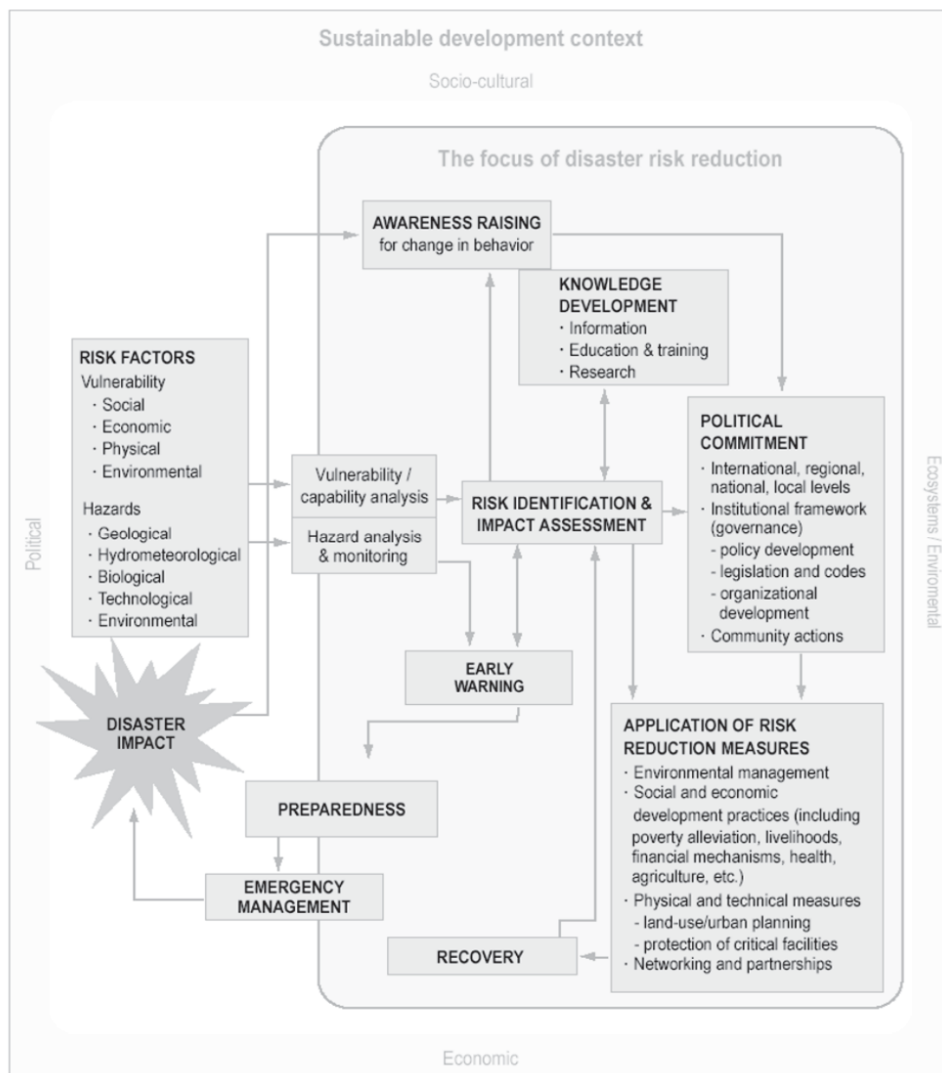 Sustainable development context
Socio-cultural
The focus of disaster risk reduction
AWARENESS RAISING
for change in behavior
KNOWLEDGE
DEVELOPMENT
· Information
· Education & training
· Research
RISK FACTORS
Vulnerability
· Social
· Economic
· Physical
· Environmental
Hazards
· Geological
· Hydrometeorological
· Biological
· Technological
· Environmental
Vulnerability /
capability analysis
Hazard analysis
& monitoring
RISK IDENTIFICATION &
IMPACT ASSESSMENT
POLITICAL
COMMITMENT
· International, regional,
national, local levels
· Institutional framework
(governance)
- policy development
- legislation and codes
- organizational
development
· Community actions
Political
Ecosystems / Enviromental
EARLY
WARNING
DISASTER
IMPACT
APPLICATION OF RISK
REDUCTION MEASURES
· Environmental management
· Social and economic
development practices (including
poverty alleviation, livelihoods,
financial mechanisms, health,
agriculture, etc.)
· Physical and technical measures
- land-use/urban planning
- protection of critical facilities
· Networking and partnerships
PREPAREDNESS
EMERGENCY
MANAGEMENT
RECOVERY
Economic